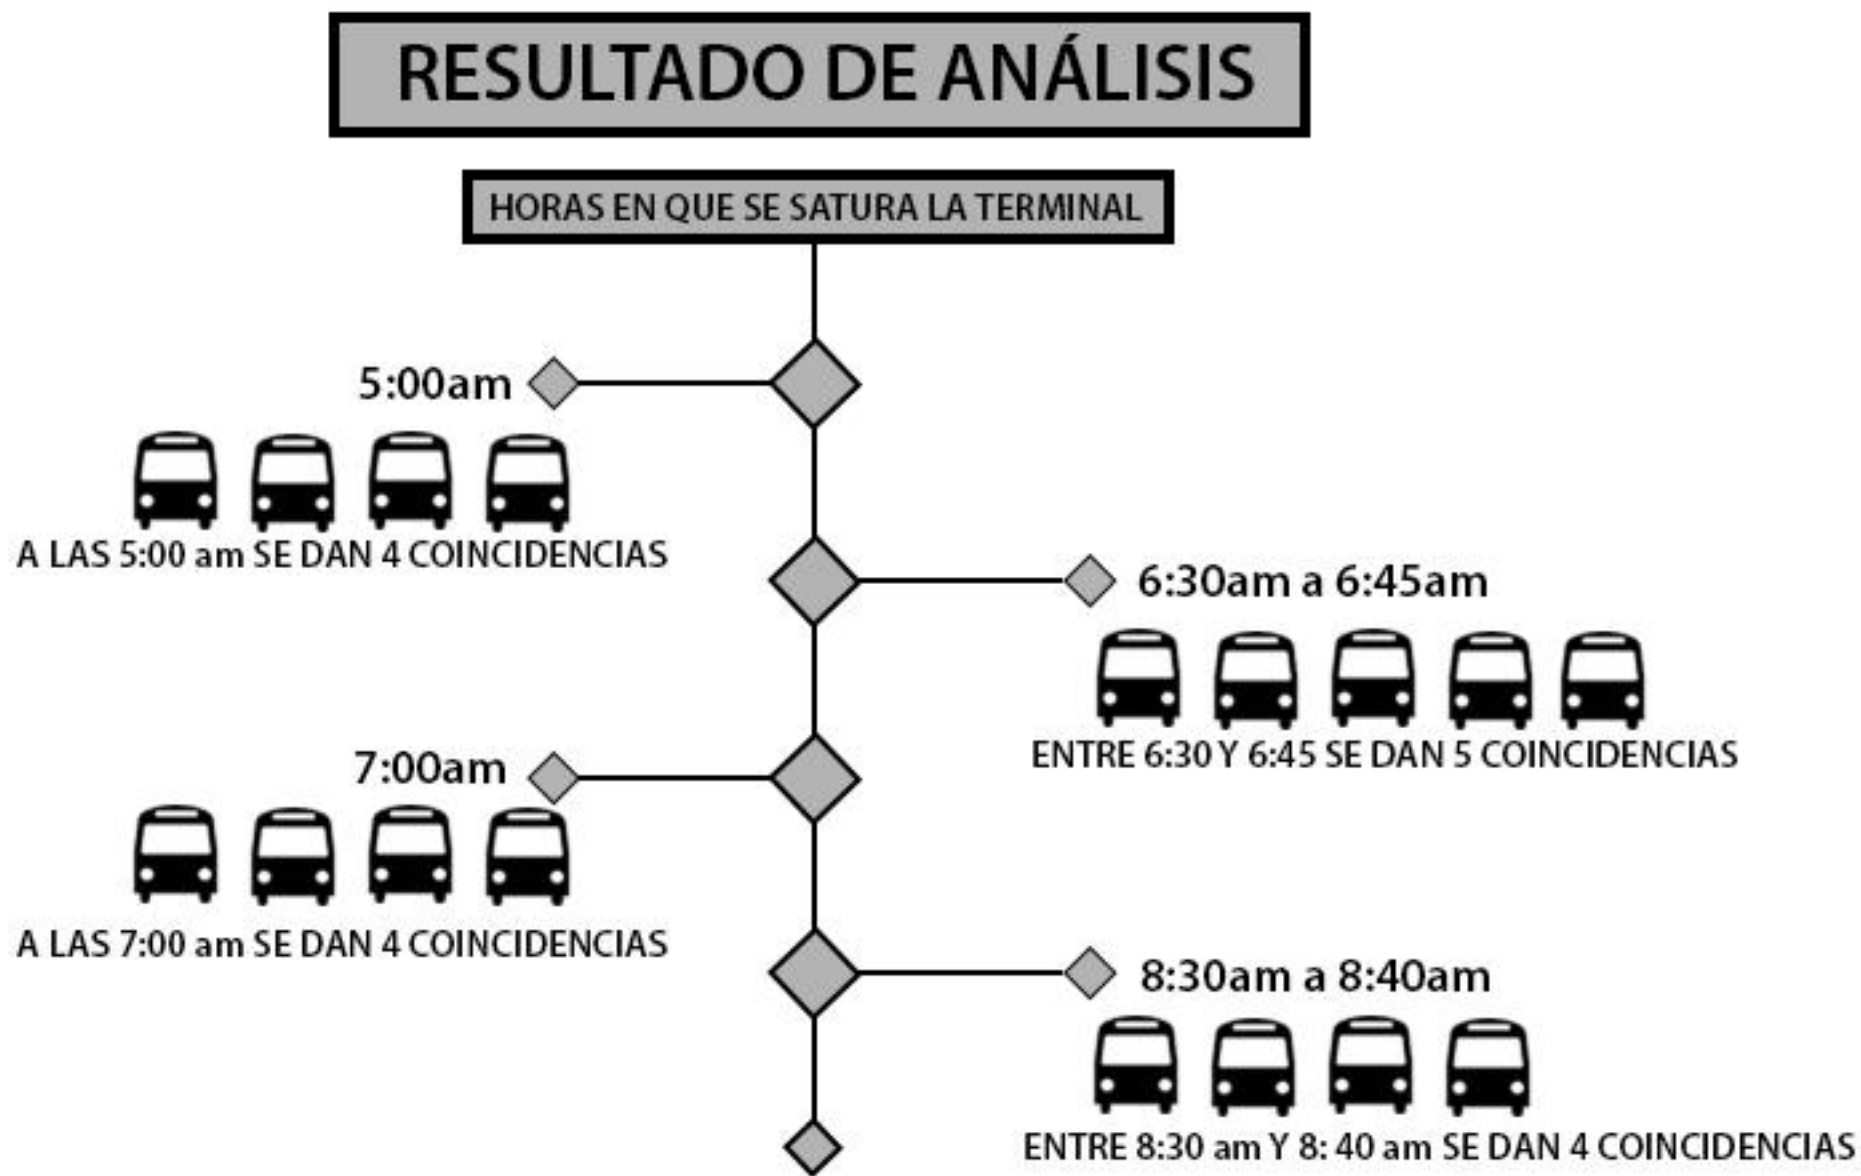 RESULTADO DE ANÁLISIS
HORAS EN QUE SE SATURA LA TERMINAL
5:00am
A LAS 5:00 am SE DAN 4 COINCIDENCIAS
6:30am a 6:45am
ENTRE 6:30 Y 6:45 SE DAN 5 COINCIDENCIAS
7:00am
A LAS 7:00 am SE DAN 4 COINCIDENCIAS
8:30am a 8:40am
ENTRE 8:30 am Y 8: 40 am SE DAN 4 COINCIDENCIAS